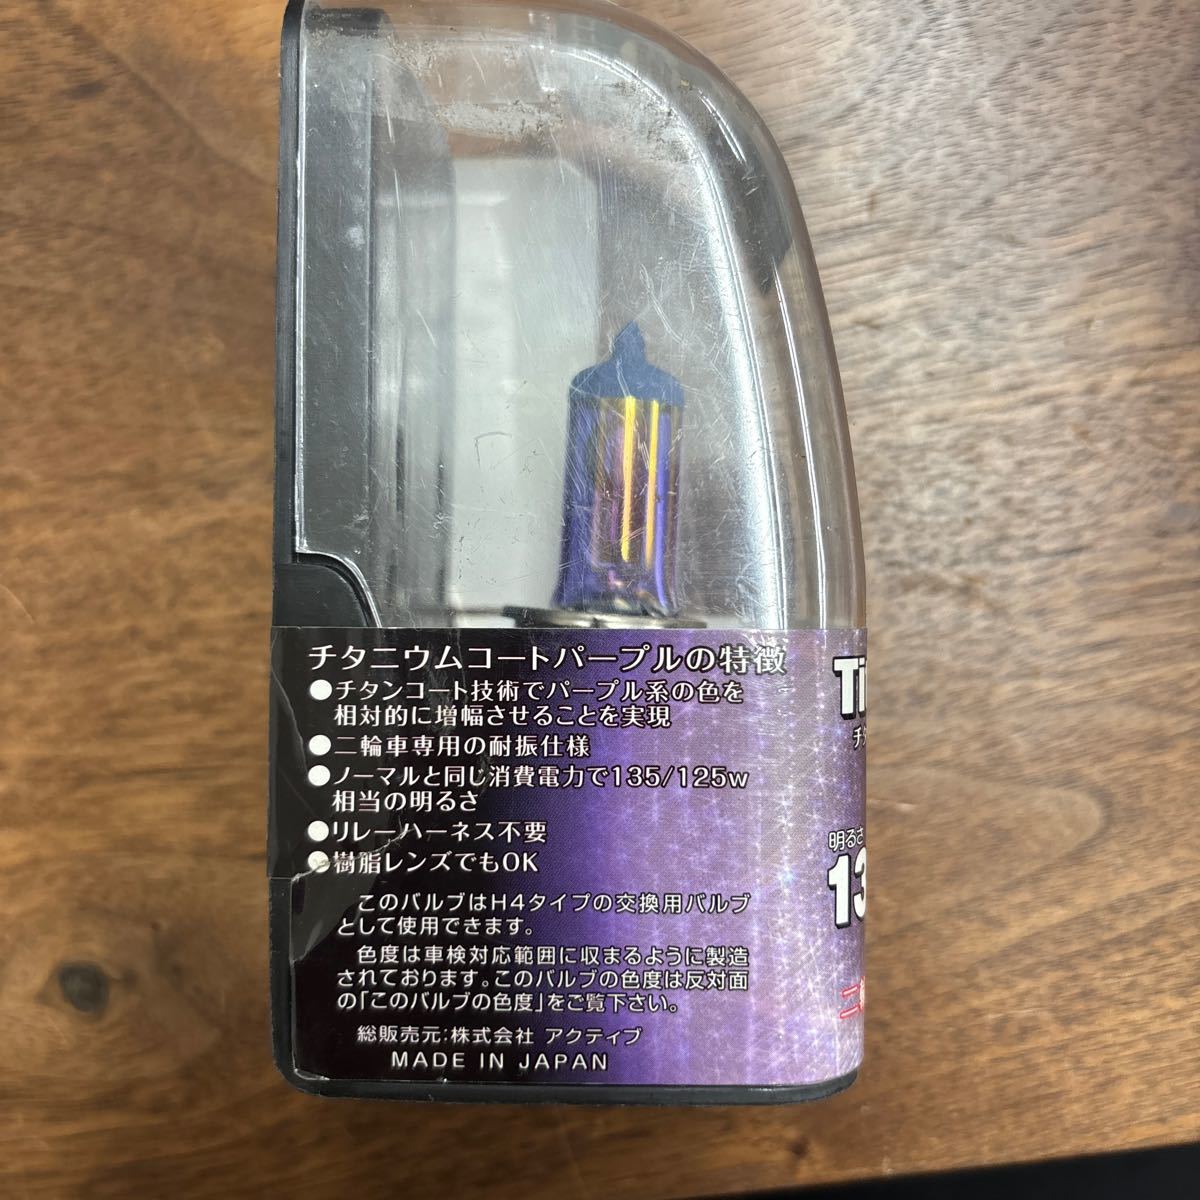 チタニウムコートパープルの特徴
●チタンコート技術でパープル系の色を
相対的に増幅させることを実現
●二輪車専用の耐振仕様
●ノーマルと同じ消費電力で135/125w
相当の明るさ
●リレーハーネス不要
●樹脂レンズでもOK
このバルブはH4タイプの交換用バルブ
として使用できます。
色度は車検対応範囲に収まるように製造
されております。このバルブの色度は反対面
の「このバルブの色度」をご覧下さい。
総販売元:株式会社 アクティブ
MADE IN JAPAN
Ti
チタ
明るさ
13
二輪